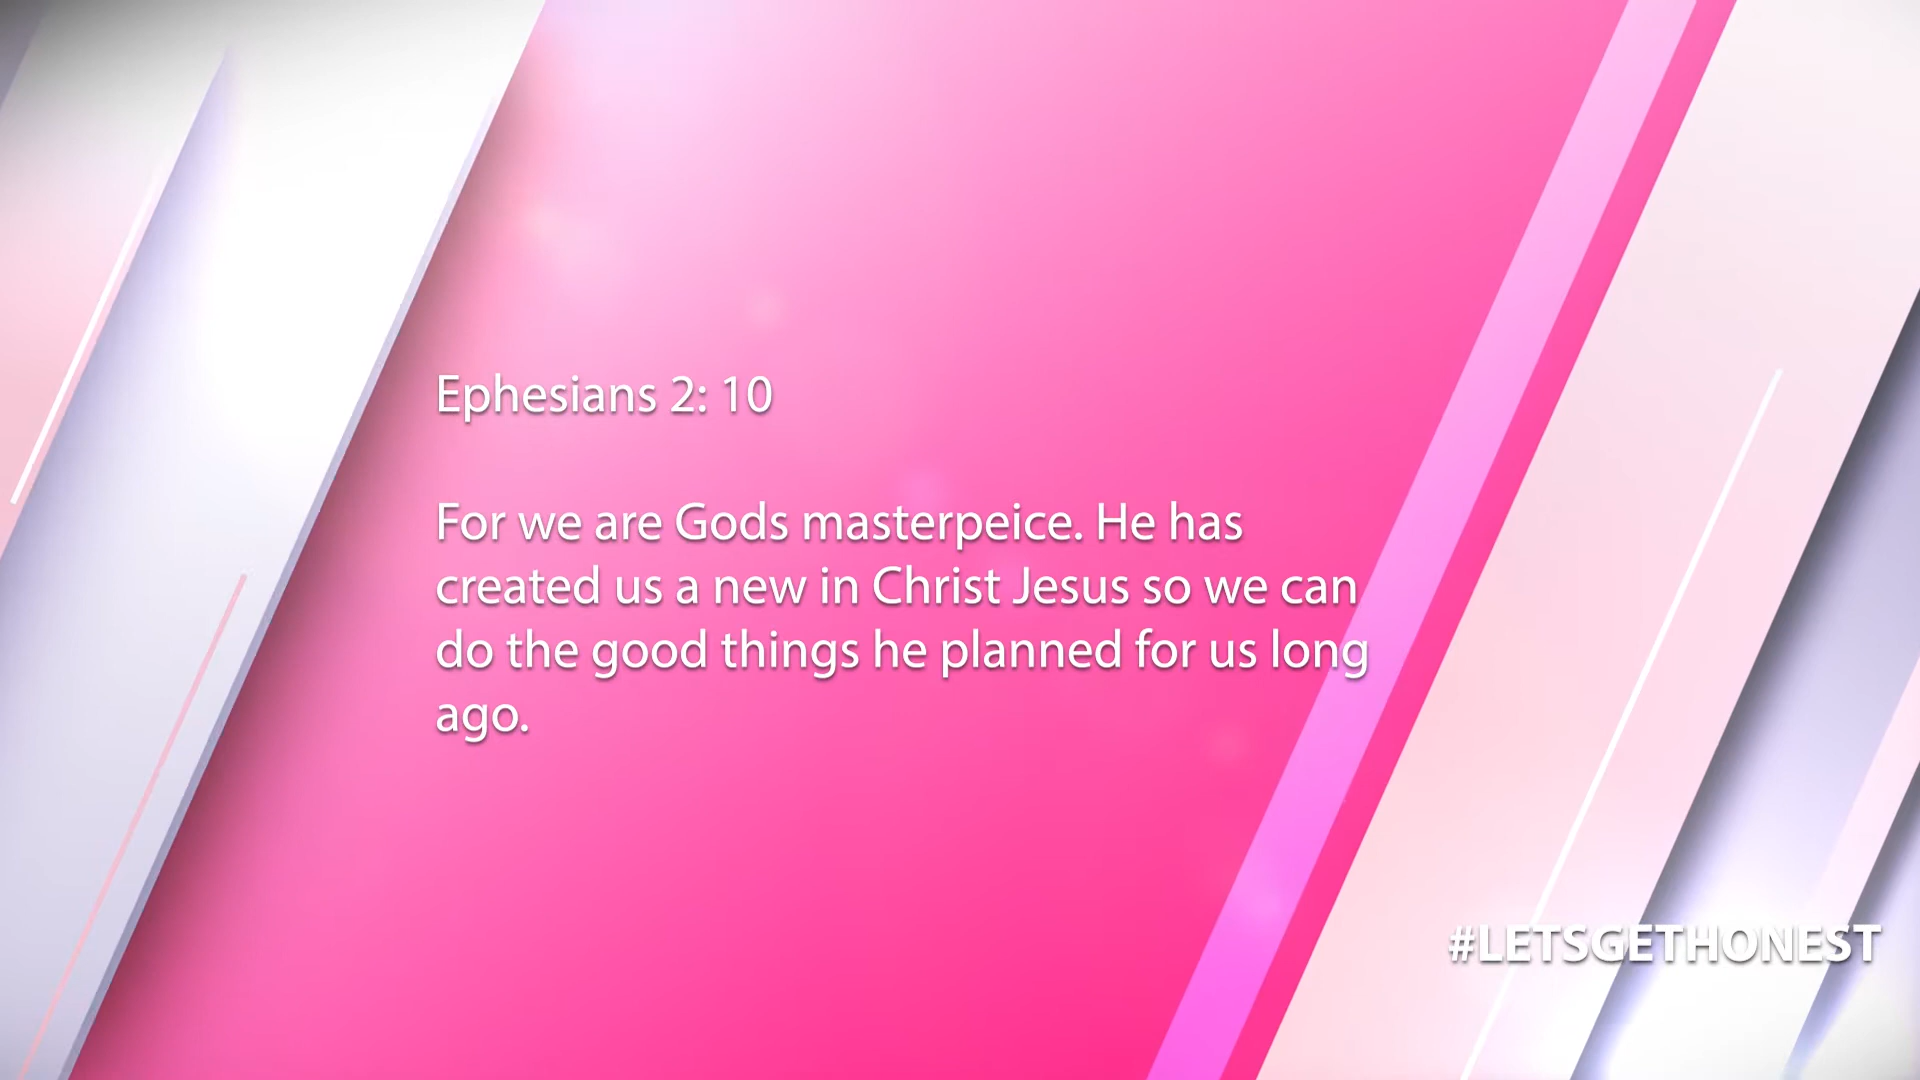 Ephesians 2: 10
For we are Gods masterpeice. He has
created us a new in Christ Jesus so we can
do the good things he planned for us long
ago.
#LETSGETHONEST